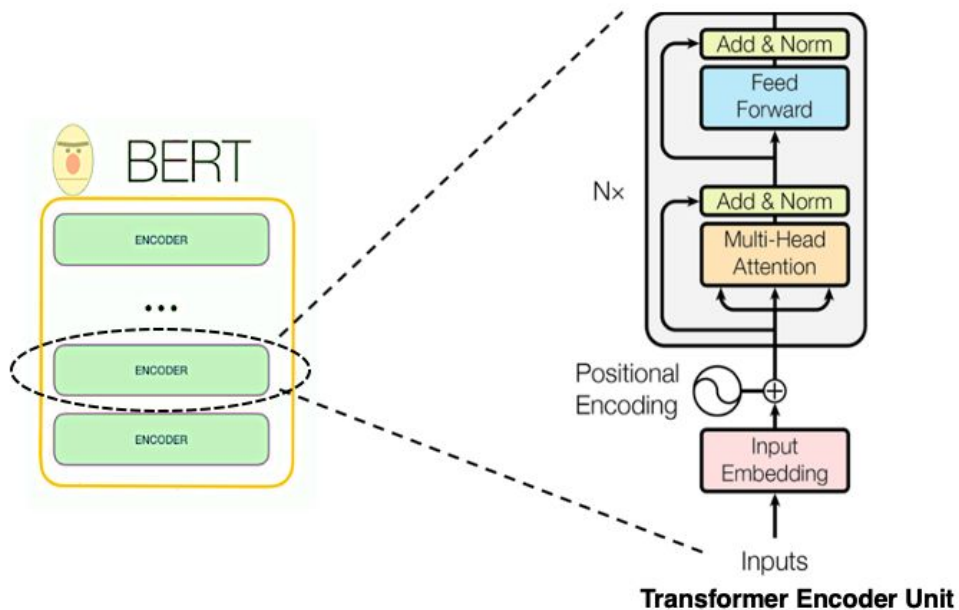 BERT
ENCODER
...
ENCODER
ENCODER
Add & Norm
Feed
Forward
Nx
Add & Norm
Multi-Head
Attention
Positional
Encoding
Input
Embedding
Inputs
Transformer Encoder Unit